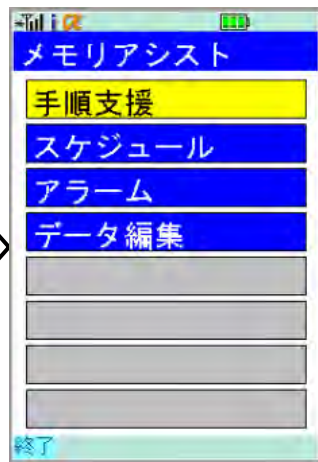 メモリアシスト
手順支援
スケジュール
アラーム
データ編集
終了